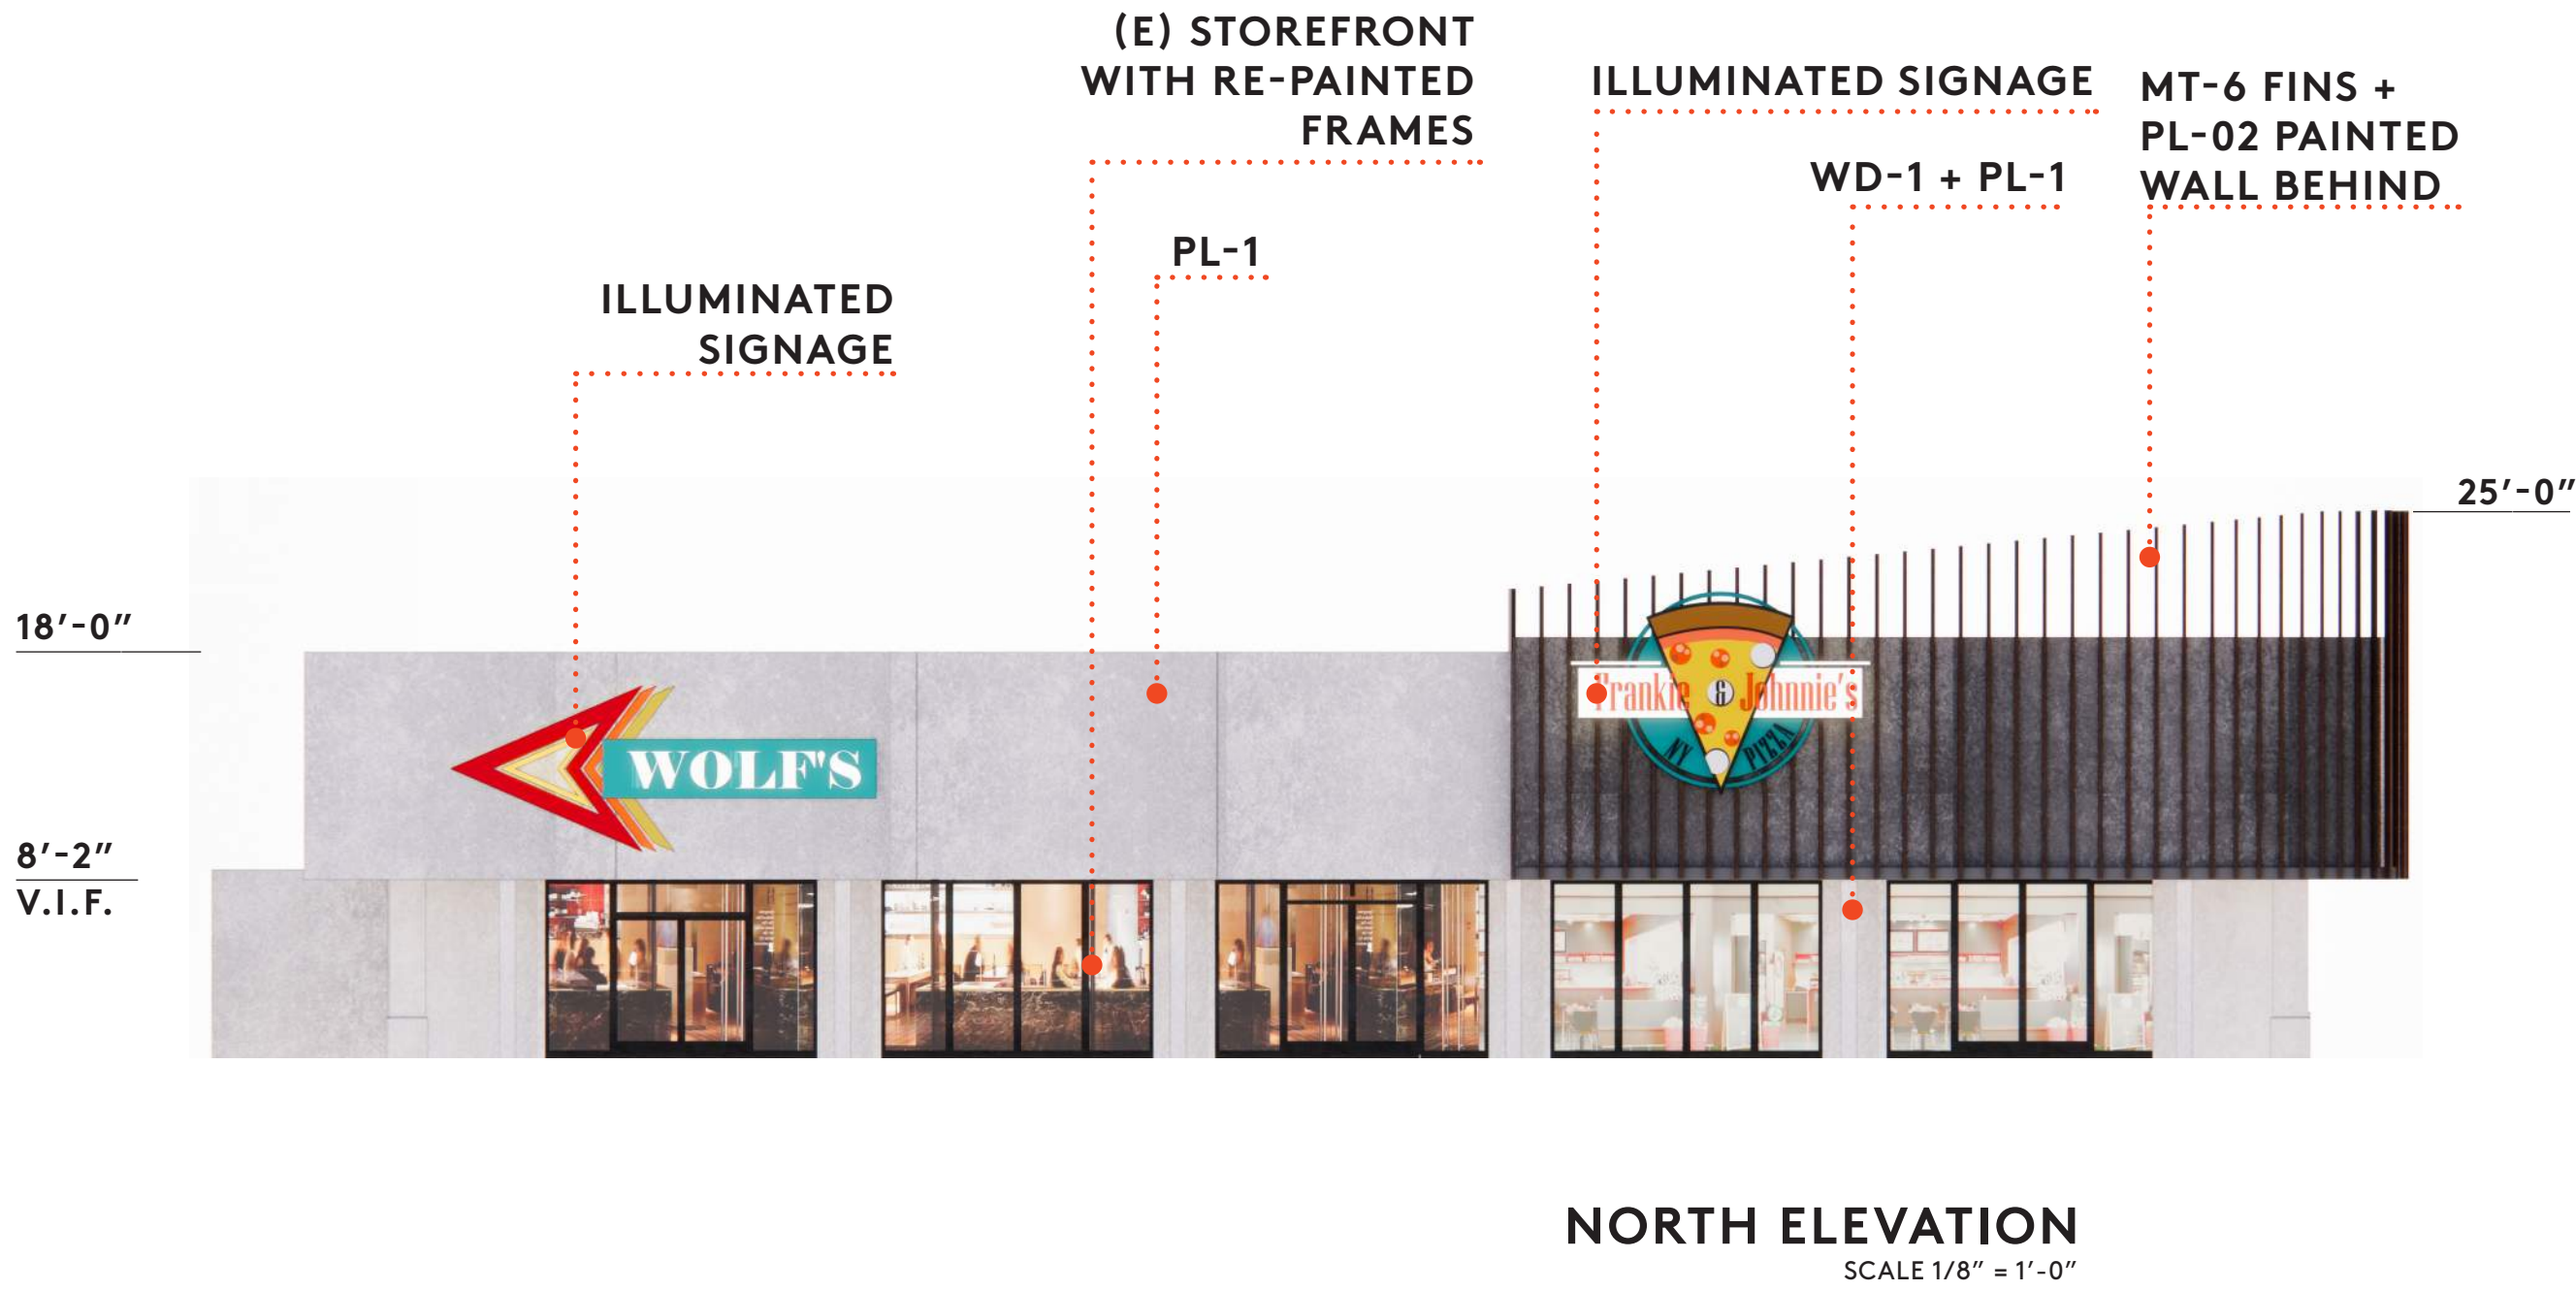 (E) STOREFRONT
WITH RE-PAINTED
FRAMES
ILLUMINATED SIGNAGE
MT-6 FINS +
PL-02 PAINTED
WALL BEHIND
WD-1 + PL-1
PL-1
ILLUMINATED
SIGNAGE
25'-0"
18'-0"
8'-2"
V.I.F.
WOLF'S
Frankie & Johnnie's
NY PIZZA
NORTH ELEVATION
SCALE 1/8" = 1'-0"